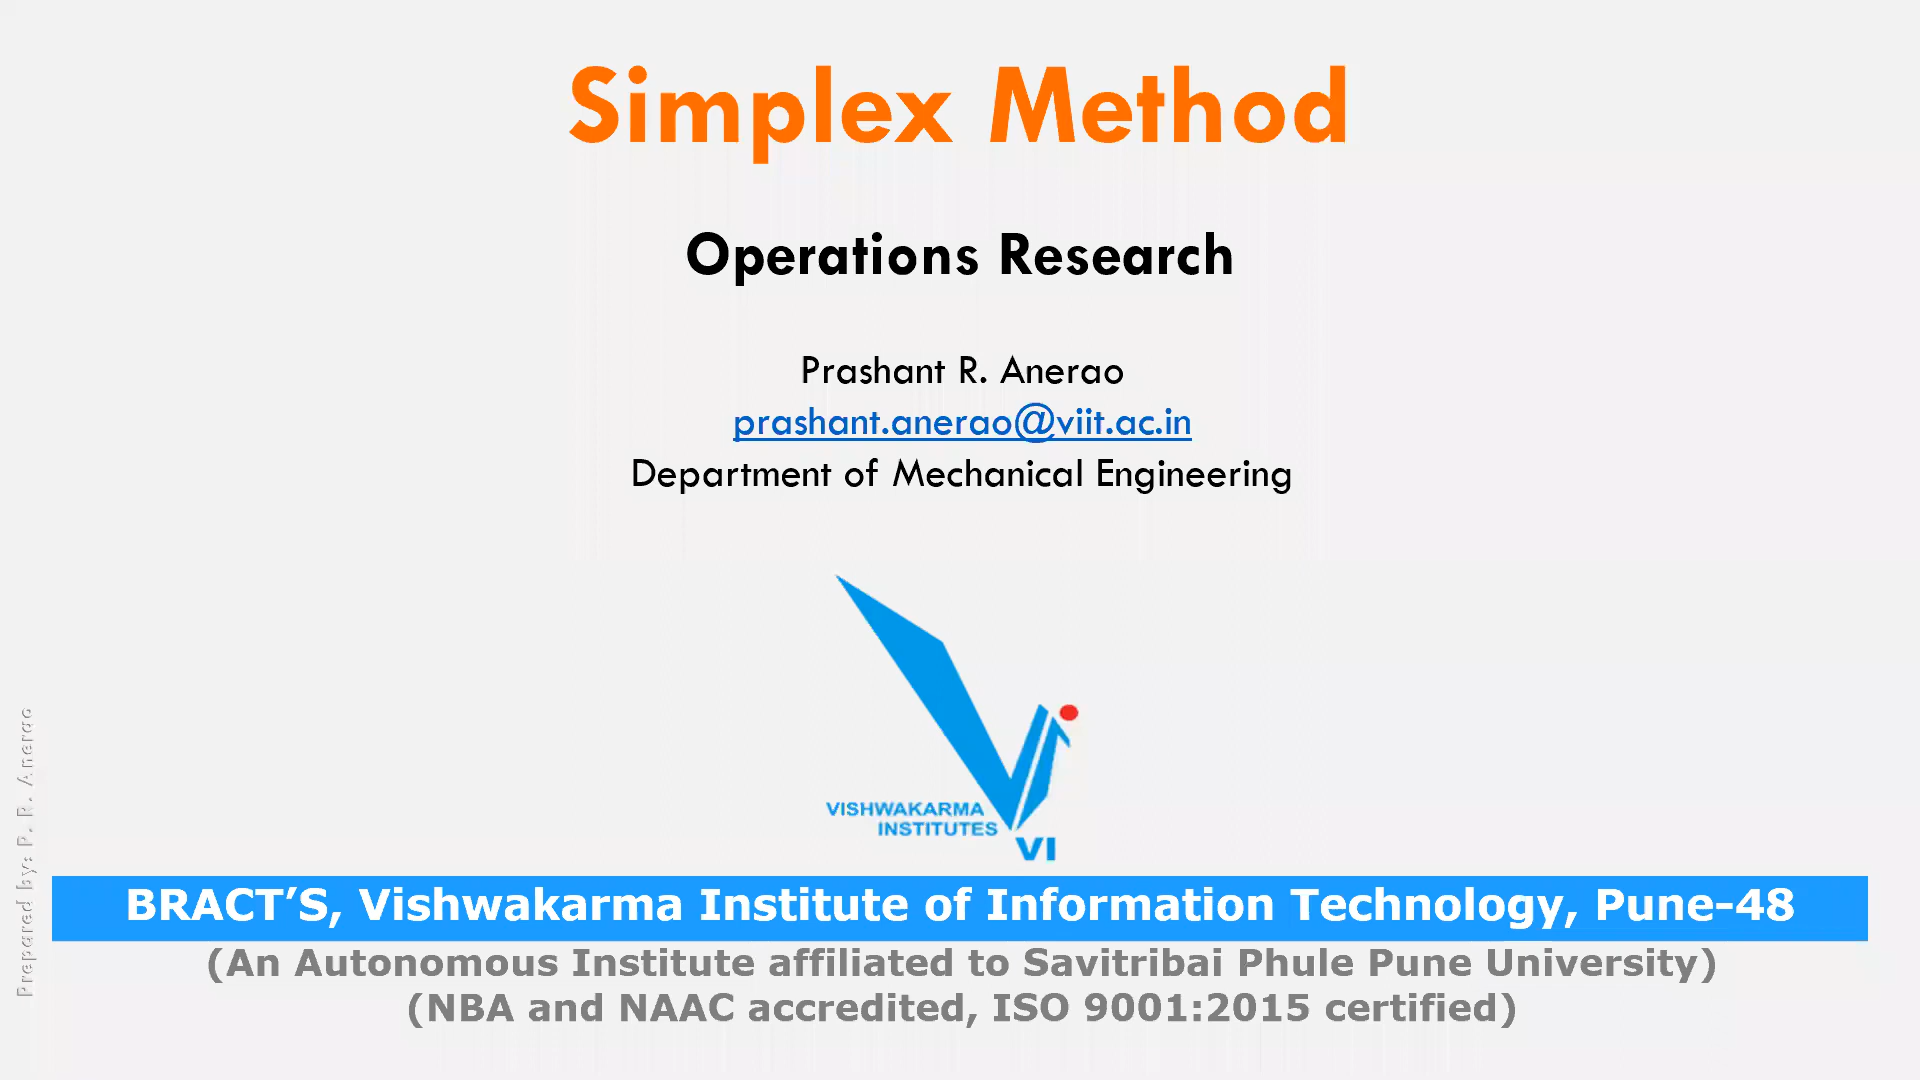 Simplex Method
Operations Research
Prashant R. Anerao
prashant.anerao@viit.ac.in
Department of Mechanical Engineering
VISHWAKARMA
INSTITUTES
VI
BRACT’S, Vishwakarma Institute of Information Technology, Pune-48
(An Autonomous Institute affiliated to Savitribai Phule Pune University)
(NBA and NAAC accredited, ISO 9001:2015 certified)
Prepared by: P. R. Anerao